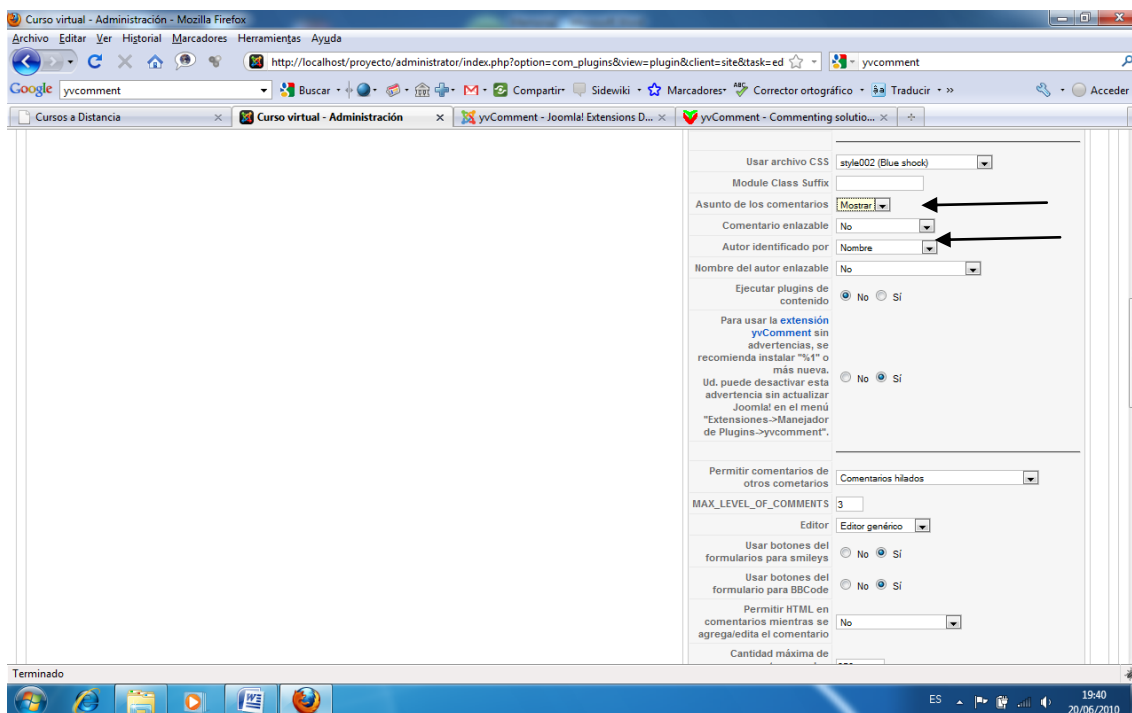 Curso virtual - Administración - Mozilla Firefox
Archivo Editar Ver Historial Marcadores Herramientas Ayuda
http://localhost/proyecto/administrator/index.php?option=com_plugins&view=plugin&client=site&task=ed yvcomment
Google yvcomment Buscar Compartir Sidewiki Marcadores Corrector ortográfico Traducir » Acceder
Cursos a Distancia Curso virtual - Administración yvComment - Joomla! Extensions D... yvComment - Commenting solutio...
Usar archivo CSS style002 (Blue shock)
Module Class Suffix
Asunto de los comentarios Mostrar
Comentario enlazable No
Autor identificado por Nombre
Nombre del autor enlazable No
Ejecutar plugins de
contenido No Sí
Para usar la extensión
yvComment sin
advertencias, se
recomienda instalar "%1" o
más nueva.
Ud. puede desactivar esta No Sí
advertencia sin actualizar
Joomla! en el menú
"Extensiones->Manejador
de Plugins->yvcomment".
Permitir comentarios de
otros cometarios Comentarios hilados
MAX_LEVEL_OF_COMMENTS 3
Editor Editor genérico
Usar botones del
formularios para smileys No Sí
Usar botones del
formulario para BBCode No Sí
Permitir HTML en
comentarios mientras se No
agrega/edita el comentario
Cantidad máxima de
Terminado
ES 19:40
20/06/2010